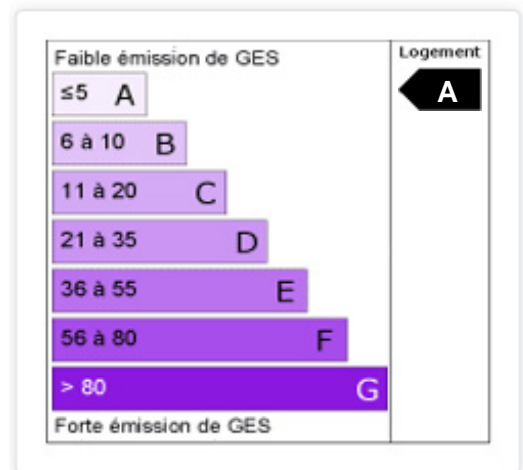 Faible émission de GES
≤5 A
6 à 10 B
11 à 20 C
21 à 35 D
36 à 55 E
56 à 80 F
> 80 G
Forte émission de GES
Logement
A